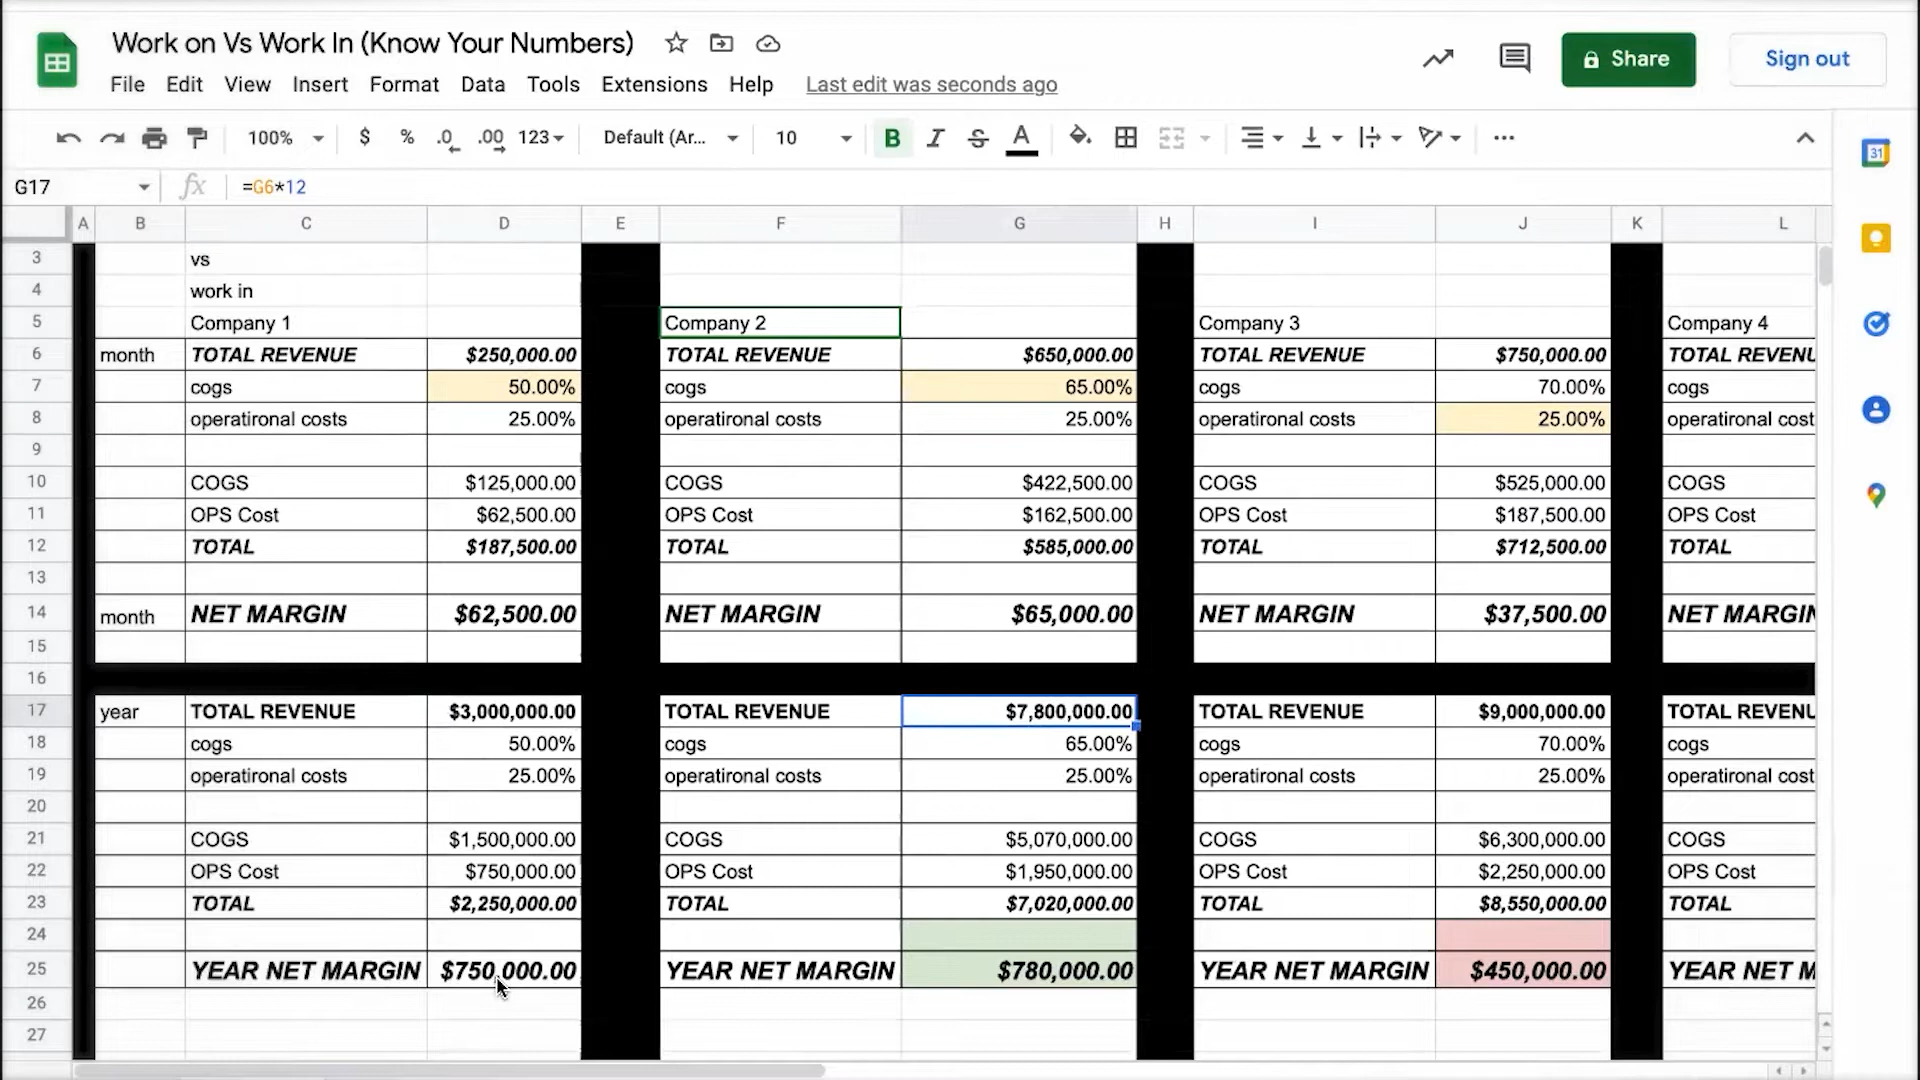 Work on Vs Work In (Know Your Numbers)
Share
Sign out
File Edit View Insert Format Data Tools Extensions Help Last edit was seconds ago
100% $ % .0 .00 123 Default (Ar... 10 B I S A
31
G17 fx =G6*12
A B C D E F G H I J K L
3 vs
4 work in
5 Company 1 Company 2 Company 3 Company 4
6 month TOTAL REVENUE $250,000.00 TOTAL REVENUE $650,000.00 TOTAL REVENUE $750,000.00 TOTAL REVENU
7 cogs 50.00% cogs 65.00% cogs 70.00% cogs
8 operatironal costs 25.00% operatironal costs 25.00% operatironal costs 25.00% operatironal cost
9
10 COGS $125,000.00 COGS $422,500.00 COGS $525,000.00 COGS
11 OPS Cost $62,500.00 OPS Cost $162,500.00 OPS Cost $187,500.00 OPS Cost
12 TOTAL $187,500.00 TOTAL $585,000.00 TOTAL $712,500.00 TOTAL
13
14 month NET MARGIN $62,500.00 NET MARGIN $65,000.00 NET MARGIN $37,500.00 NET MARGIN
15
16
17 year TOTAL REVENUE $3,000,000.00 TOTAL REVENUE $7,800,000.00 TOTAL REVENUE $9,000,000.00 TOTAL REVENU
18 cogs 50.00% cogs 65.00% cogs 70.00% cogs
19 operatironal costs 25.00% operatironal costs 25.00% operatironal costs 25.00% operatironal cost
20
21 COGS $1,500,000.00 COGS $5,070,000.00 COGS $6,300,000.00 COGS
22 OPS Cost $750,000.00 OPS Cost $1,950,000.00 OPS Cost $2,250,000.00 OPS Cost
23 TOTAL $2,250,000.00 TOTAL $7,020,000.00 TOTAL $8,550,000.00 TOTAL
24
25 YEAR NET MARGIN $750,000.00 YEAR NET MARGIN $780,000.00 YEAR NET MARGIN $450,000.00 YEAR NET M
26
27